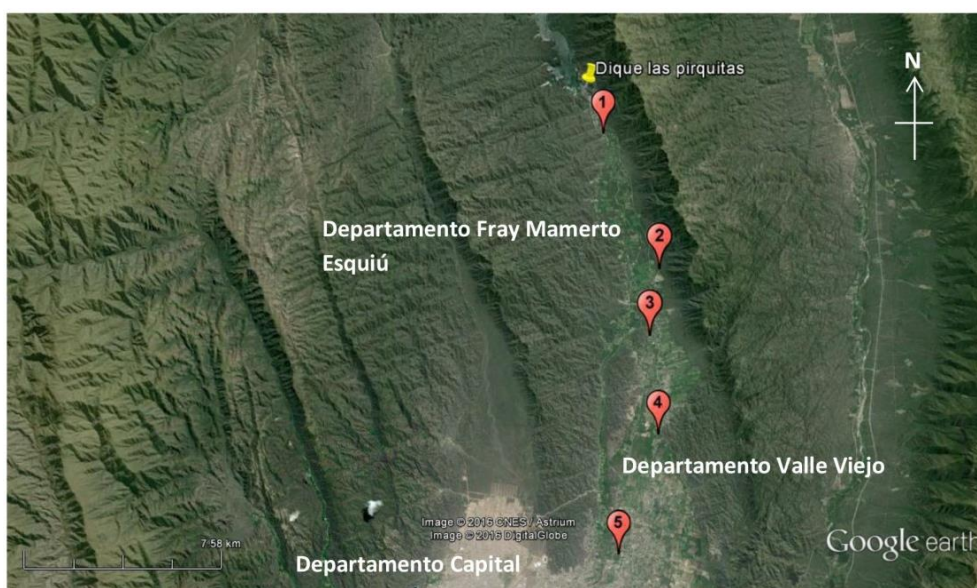 Dique las pirquitas
N
1
Departamento Fray Mamerto
Esquiú
2
3
4
Departamento Valle Viejo
5
Image © 2016 CNES / Astrium
Image © 2016 DigitalGlobe
7.58 km
Google earth
Departamento Capital